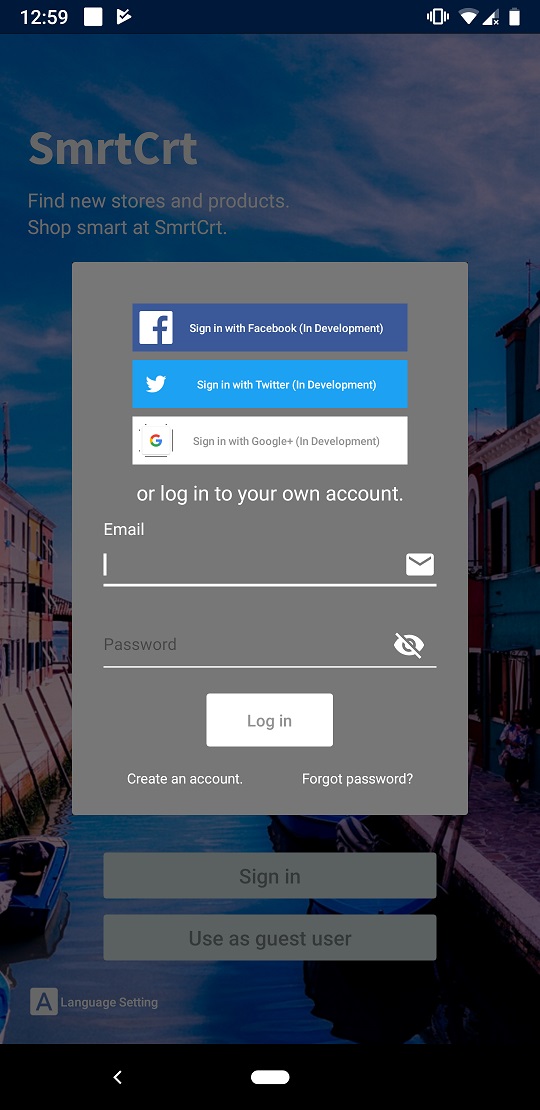 12:59
SmrtCrt
Find new stores and products.
Shop smart at SmrtCrt.
Sign in with Facebook (In Development)
Sign in with Twitter (In Development)
G
Sign in with Google+ (In Development)
or log in to your own account.
Email
Password
Log in
Create an account.
Forgot password?
Sign in
Use as guest user
A Language Setting